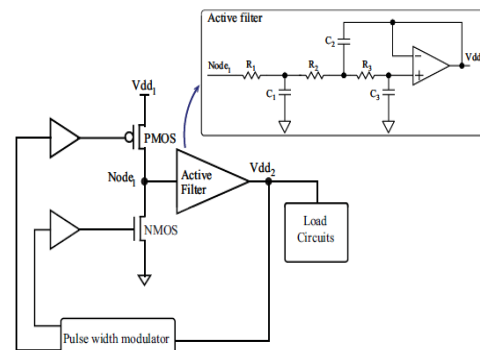 Active filter
C₂
Node₁
R₁
R₂
R₃
Vdd
C₁
C₃
-
+
Vdd₁
PMOS
Node₁
Active
Filter
Vdd₂
NMOS
Load
Circuits
Pulse width modulator